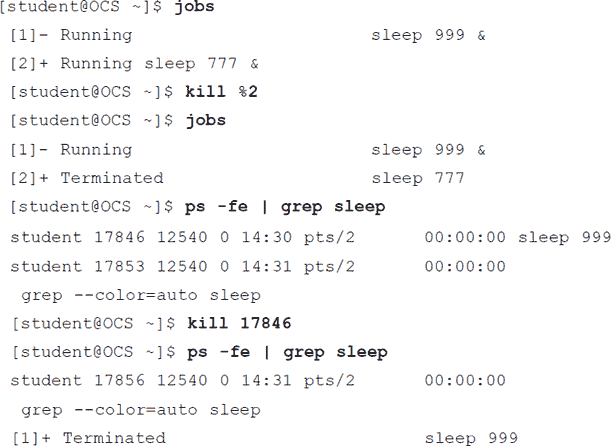 [student@OCS ~]$ jobs
[1]- Running sleep 999 &
[2]+ Running sleep 777 &
[student@OCS ~]$ kill %2
[student@OCS ~]$ jobs
[1]- Running sleep 999 &
[2]+ Terminated sleep 777
[student@OCS ~]$ ps -fe | grep sleep
student 17846 12540 0 14:30 pts/2 00:00:00 sleep 999
student 17853 12540 0 14:31 pts/2 00:00:00
grep --color=auto sleep
[student@OCS ~]$ kill 17846
[student@OCS ~]$ ps -fe | grep sleep
student 17856 12540 0 14:31 pts/2 00:00:00
grep --color=auto sleep
[1]+ Terminated sleep 999